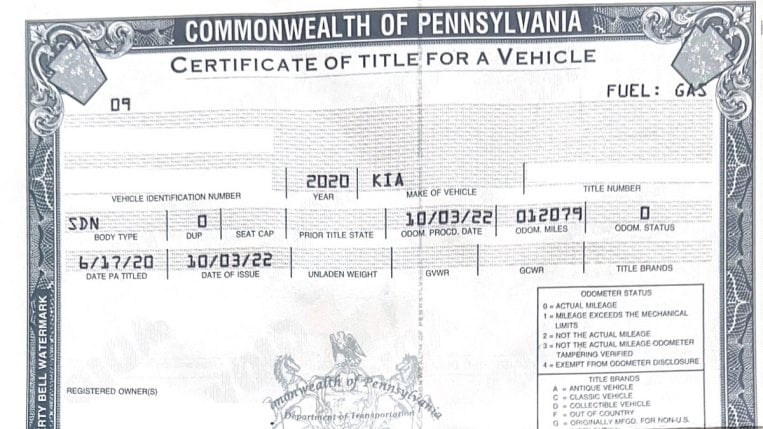 COMMONWEALTH OF PENNSYLVANIA
CERTIFICATE OF TITLE FOR A VEHICLE
FUEL: GAS
09
2020 KIA
VEHICLE IDENTIFICATION NUMBER YEAR MAKE OF VEHICLE TITLE NUMBER
SDN 0 10/03/22 012079 0
BODY TYPE DUP SEAT CAP PRIOR TITLE STATE ODOM. PROCD. DATE ODOM. MILES ODOM. STATUS
6/17/20 10/03/22
DATE PA TITLED DATE OF ISSUE UNLADEN WEIGHT GVWR GCWR TITLE BRANDS
ODOMETER STATUS
0 = ACTUAL MILEAGE
1 = MILEAGE EXCEEDS THE MECHANICAL
LIMITS
2 = NOT THE ACTUAL MILEAGE
3 = NOT THE ACTUAL MILEAGE-ODOMETER
TAMPERING VERIFIED
4 = EXEMPT FROM ODOMETER DISCLOSURE
TITLE BRANDS
A = ANTIQUE VEHICLE
C = CLASSIC VEHICLE
D = COLLECTIBLE VEHICLE
F = OUT OF COUNTRY
G = ORIGINALLY MFGD. FOR NON-U.S.
REGISTERED OWNER(S)
monwealth of Pennsylvania
Department of Transportation
RTY BELL WATERMARK